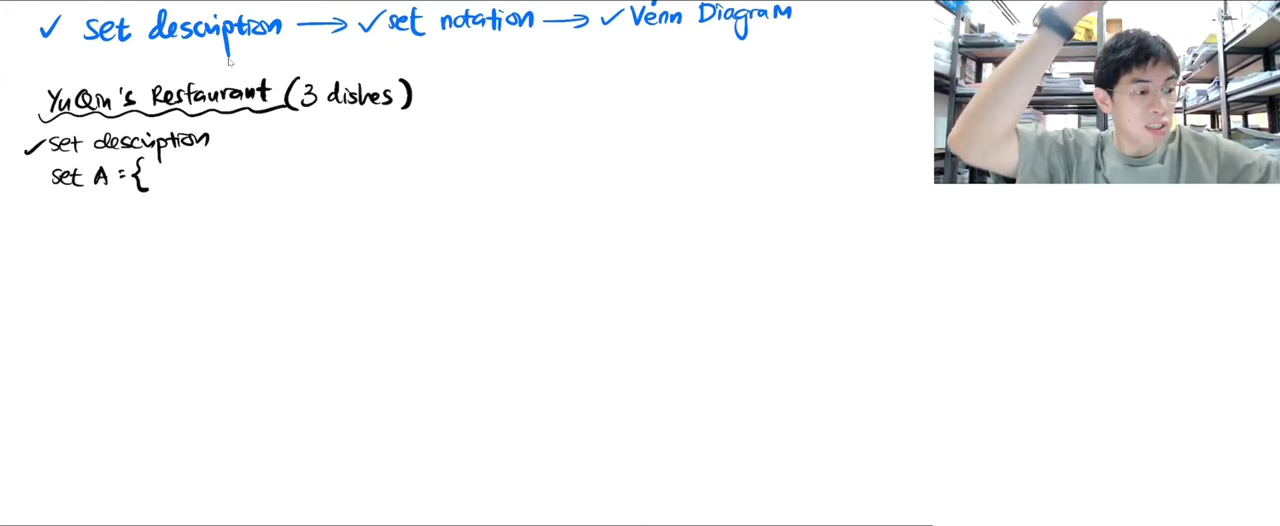 ✓ set description → ✓ set notation → ✓ Venn Diagram
YuQin's Restaurant (3 dishes)
✓ set description
set A = {